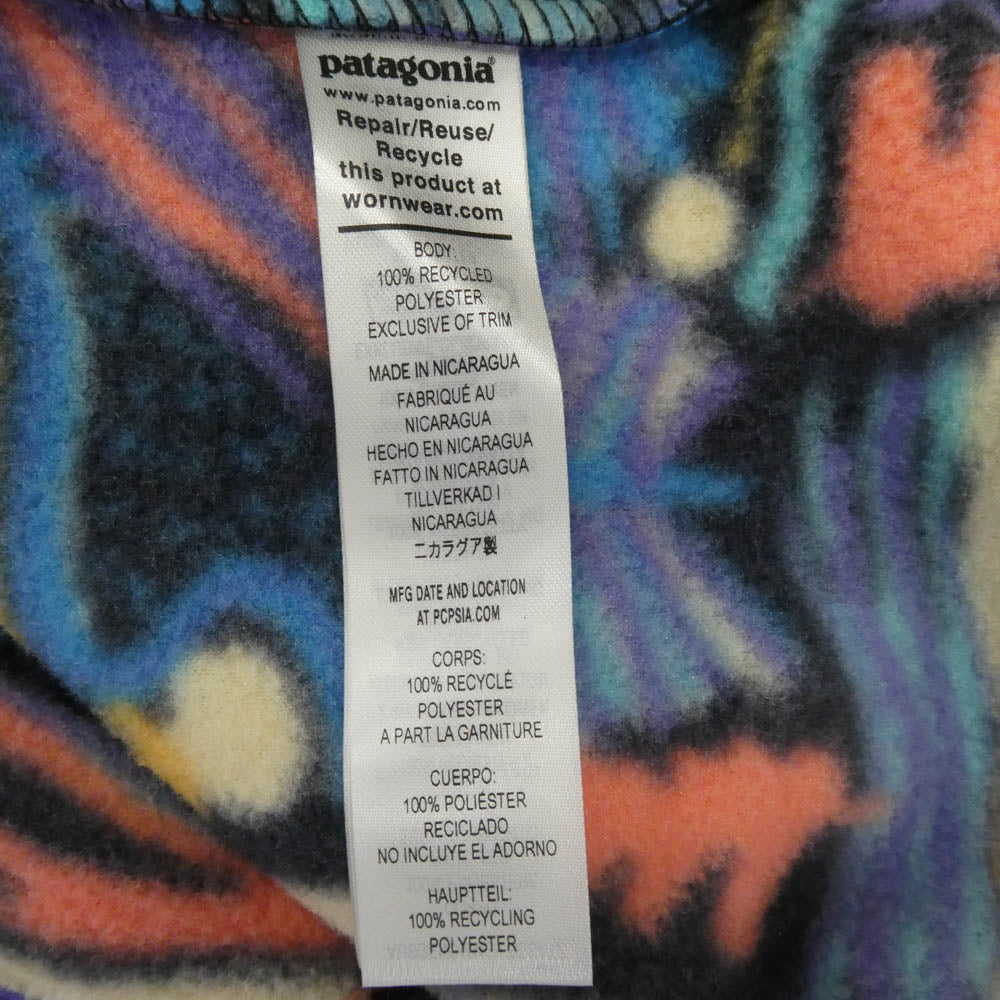 patagonia®
www.patagonia.com
Repair/Reuse/
Recycle
this product at
wornwear.com
BODY:
100% RECYCLED
POLYESTER
EXCLUSIVE OF TRIM
MADE IN NICARAGUA
FABRIQUÉ AU
NICARAGUA
HECHO EN NICARAGUA
FATTO IN NICARAGUA
TILLVERKAD I
NICARAGUA
ニカラグア製
MFG DATE AND LOCATION
AT PCPSIA.COM
CORPS:
100% RECYCLÉ
POLYESTER
A PART LA GARNITURE
CUERPO:
100% POLIÉSTER
RECICLADO
NO INCLUYE EL ADORNO
HAUPTTEIL:
100% RECYCLING
POLYESTER